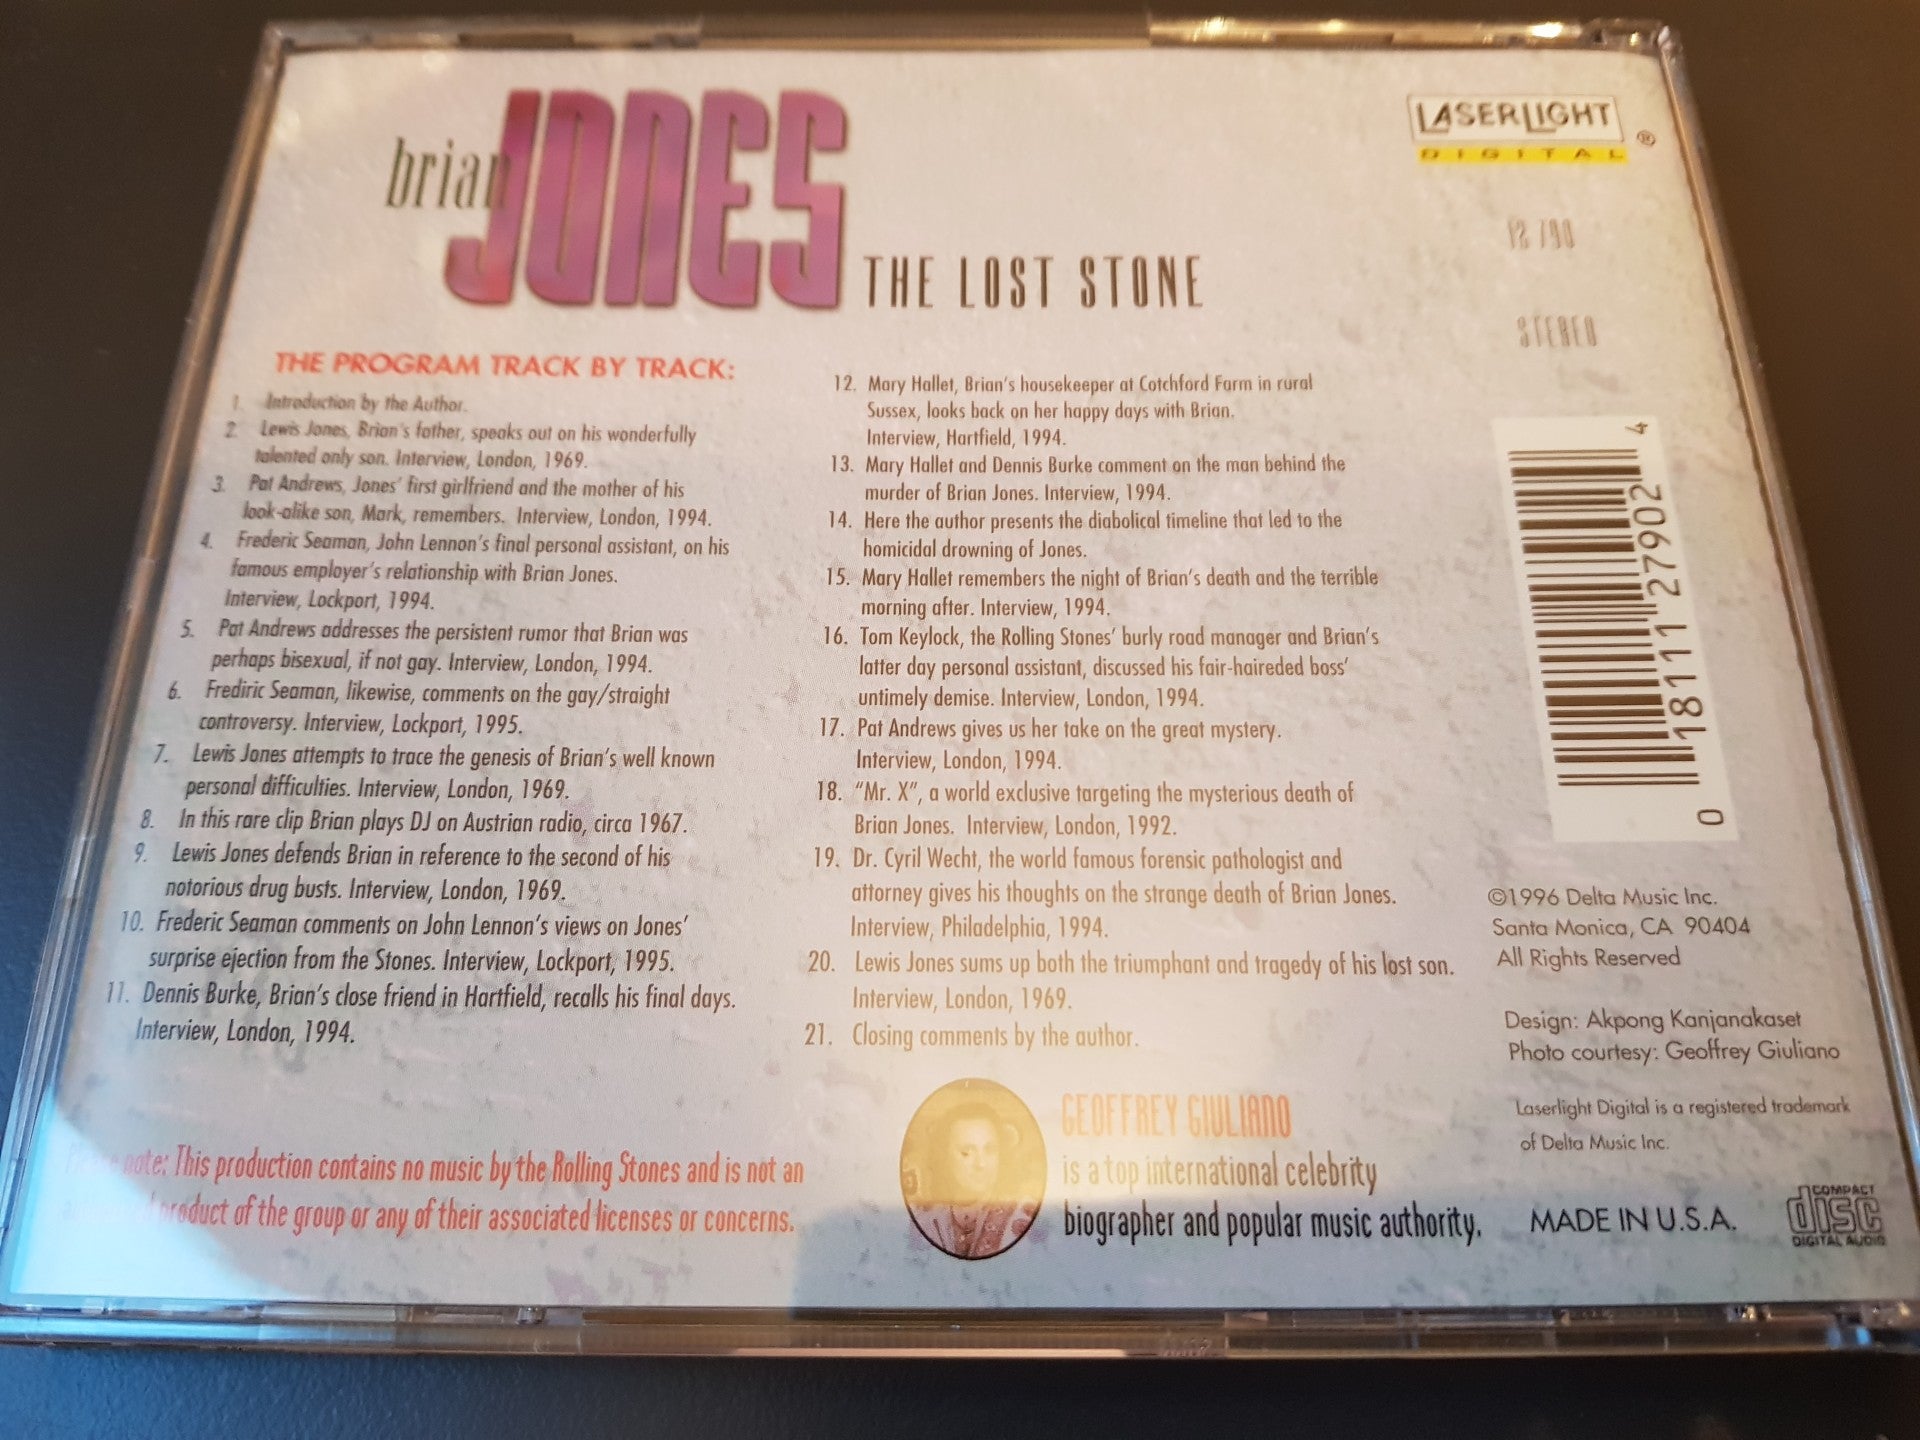 brian JONES
THE LOST STONE
LASERLIGHT
DIGITAL
®
STEREO
THE PROGRAM TRACK BY TRACK:
1. Introduction by the Author.
2. Lewis Jones, Brian's father, speaks out on his wonderfully
talented only son. Interview, London, 1969.
3. Pat Andrews, Jones' first girlfriend and the mother of his
look-alike son, Mark, remembers. Interview, London, 1994.
4. Frederic Seaman, John Lennon's final personal assistant, on his
famous employer's relationship with Brian Jones.
Interview, Lockport, 1994.
5. Pat Andrews addresses the persistent rumor that Brian was
perhaps bisexual, if not gay. Interview, London, 1994.
6. Frediric Seaman, likewise, comments on the gay/straight
controversy. Interview, Lockport, 1995.
7. Lewis Jones attempts to trace the genesis of Brian's well known
personal difficulties. Interview, London, 1969.
8. In this rare clip Brian plays DJ on Austrian radio, circa 1967.
9. Lewis Jones defends Brian in reference to the second of his
notorious drug busts. Interview, London, 1969.
10. Frederic Seaman comments on John Lennon's views on Jones'
surprise ejection from the Stones. Interview, Lockport, 1995.
11. Dennis Burke, Brian's close friend in Hartfield, recalls his final days.
Interview, London, 1994.
12. Mary Hallet, Brian's housekeeper at Cotchford Farm in rural
Sussex, looks back on her happy days with Brian.
Interview, Hartfield, 1994.
13. Mary Hallet and Dennis Burke comment on the man behind the
murder of Brian Jones. Interview, 1994.
14. Here the author presents the diabolical timeline that led to the
homicidal drowning of Jones.
15. Mary Hallet remembers the night of Brian's death and the terrible
morning after. Interview, 1994.
16. Tom Keylock, the Rolling Stones' burly road manager and Brian's
latter day personal assistant, discussed his fair-haireded boss'
untimely demise. Interview, London, 1994.
17. Pat Andrews gives us her take on the great mystery.
Interview, London, 1994.
18. "Mr. X", a world exclusive targeting the mysterious death of
Brian Jones. Interview, London, 1992.
19. Dr. Cyril Wecht, the world famous forensic pathologist and
attorney gives his thoughts on the strange death of Brian Jones.
Interview, Philadelphia, 1994.
20. Lewis Jones sums up both the triumphant and tragedy of his lost son.
Interview, London, 1969.
21. Closing comments by the author.
4
0 18111 27902
©1996 Delta Music Inc.
Santa Monica, CA 90404
All Rights Reserved
Design: Akpong Kanjanakaset
Photo courtesy: Geoffrey Giuliano
Laserlight Digital is a registered trademark
of Delta Music Inc.
note: This production contains no music by the Rolling Stones and is not an
product of the group or any of their associated licenses or concerns.
GEOFFREY GIULIANO
is a top international celebrity
biographer and popular music authority.
MADE IN U.S.A.
COMPACT
disc
DIGITAL AUDIO